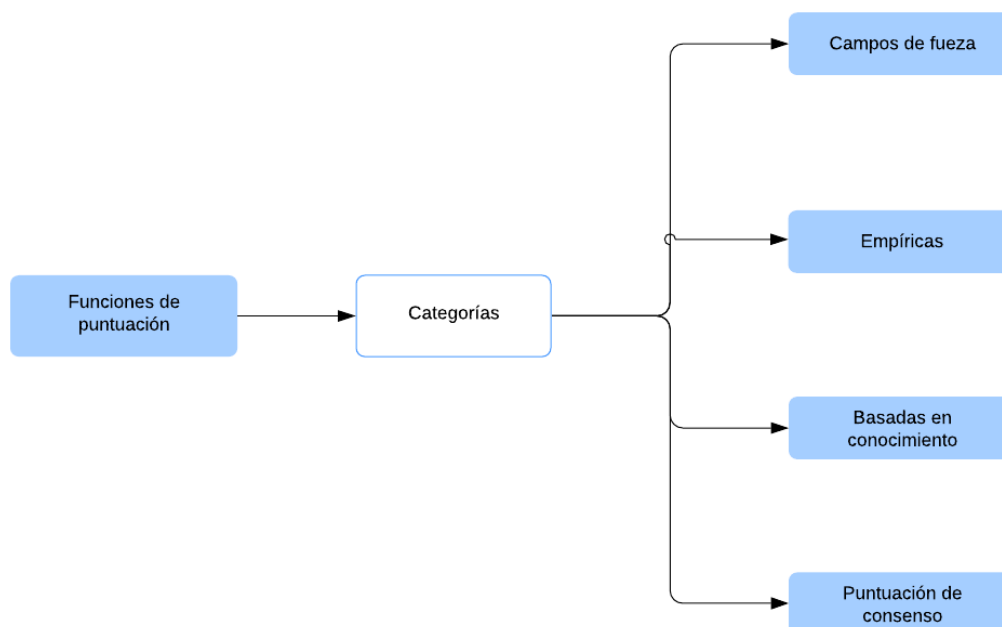 Campos de fueza
Empíricas
Funciones de
puntuación
Categorías
Basadas en
conocimiento
Puntuación de
consenso